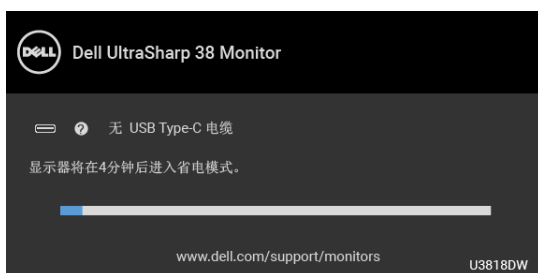 DELL Dell UltraSharp 38 Monitor
? 无 USB Type-C 电缆
显示器将在4分钟后进入省电模式。
www.dell.com/support/monitors
U3818DW